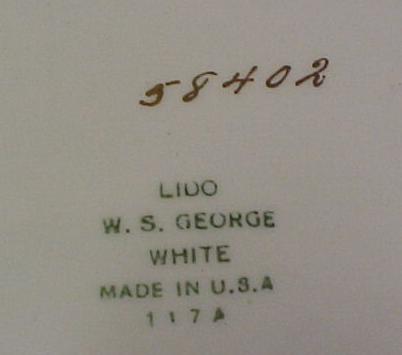 58402
LIDO
W. S. GEORGE
WHITE
MADE IN U.S.A
117A